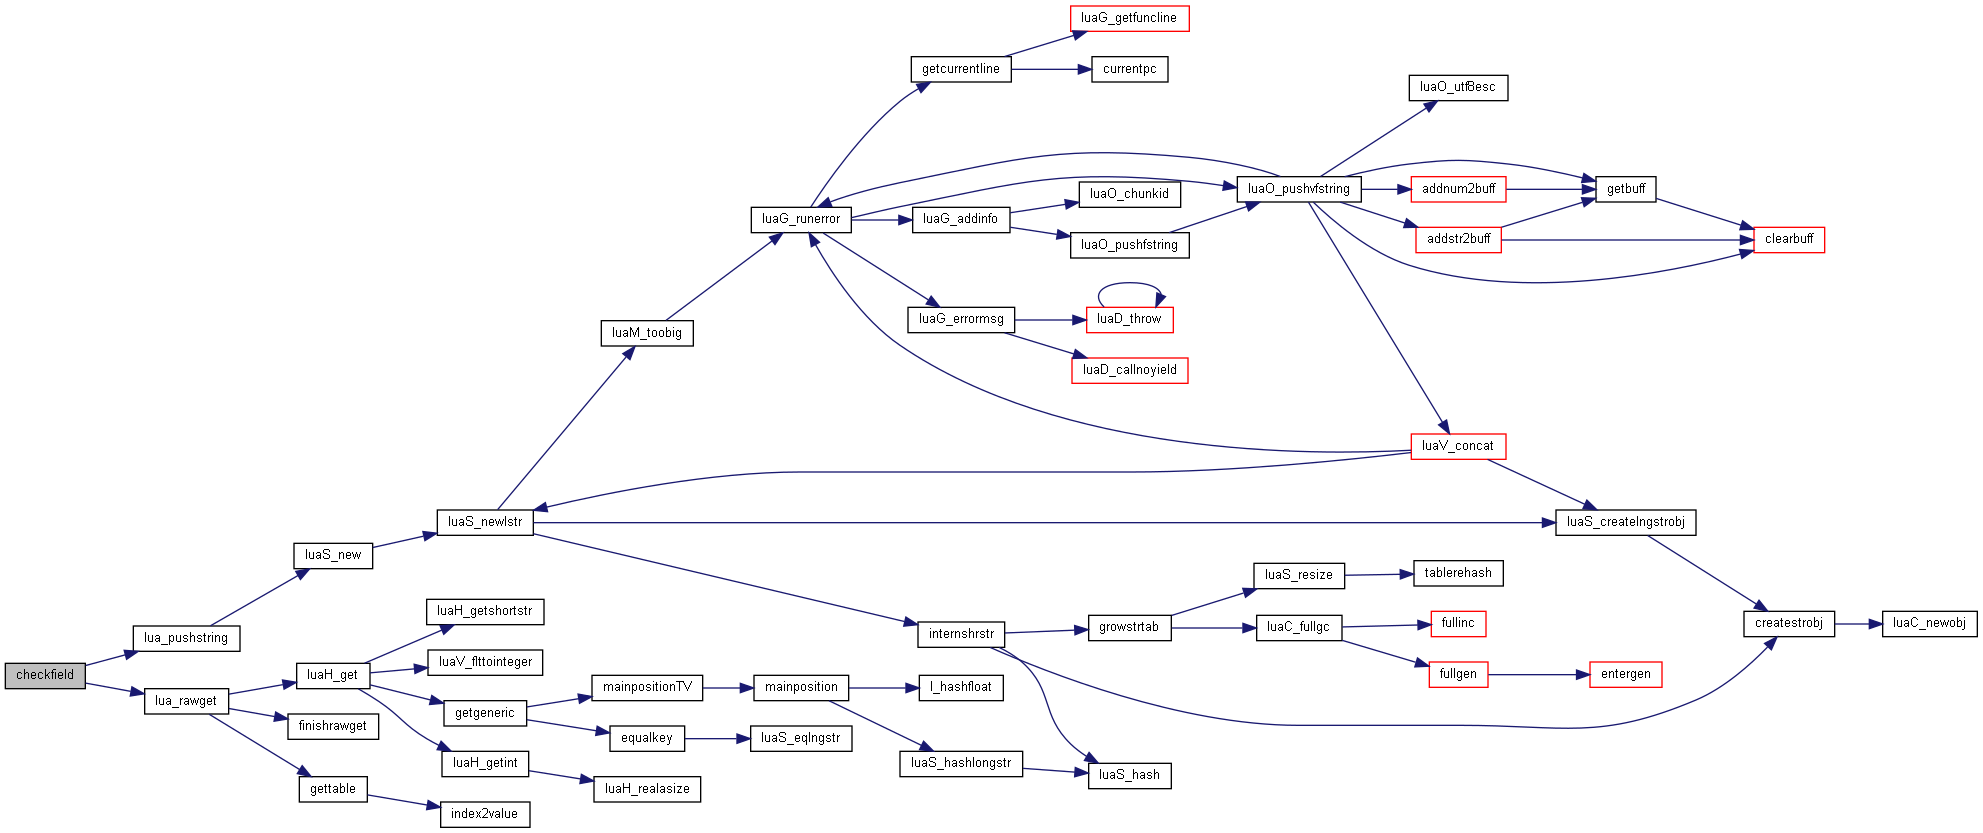 luaG_getfuncline
getcurrentline
currentpc
luaO_utf8esc
luaO_pushvfstring
addnum2buff
getbuff
luaO_chunkid
luaG_runerror
luaG_addinfo
luaO_pushfstring
addstr2buff
clearbuff
luaG_errormsg
luaD_throw
luaM_toobig
luaD_callnoyield
luaV_concat
luaS_newlstr
luaS_createlngstrobj
luaS_new
luaS_resize
tablerehash
luaH_getshortstr
lua_pushstring
internshrstr
growstrtab
luaC_fullgc
fullinc
createstrobj
luaC_newobj
luaV_flttointeger
checkfield
luaH_get
fullgen
entergen
lua_rawget
mainpositionTV
mainposition
l_hashfloat
getgeneric
finishrawget
equalkey
luaS_eqlngstr
luaH_getint
luaS_hashlongstr
luaS_hash
gettable
luaH_realasize
index2value